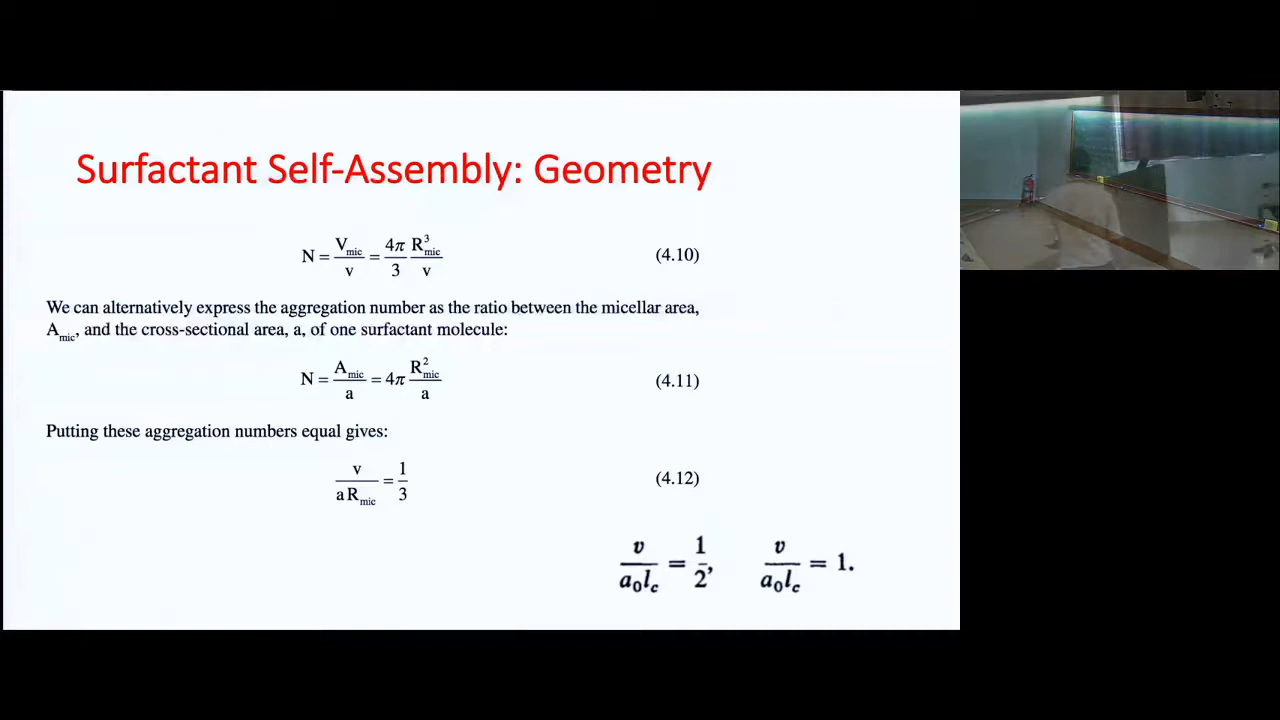 Surfactant Self-Assembly: Geometry
N = V_mic / v = 4π/3 R³_mic / v (4.10)
We can alternatively express the aggregation number as the ratio between the micellar area,
A_mic, and the cross-sectional area, a, of one surfactant molecule:
N = A_mic / a = 4π R²_mic / a (4.11)
Putting these aggregation numbers equal gives:
v / a R_mic = 1/3 (4.12)
v / a₀l_c = 1/2, v / a₀l_c = 1.